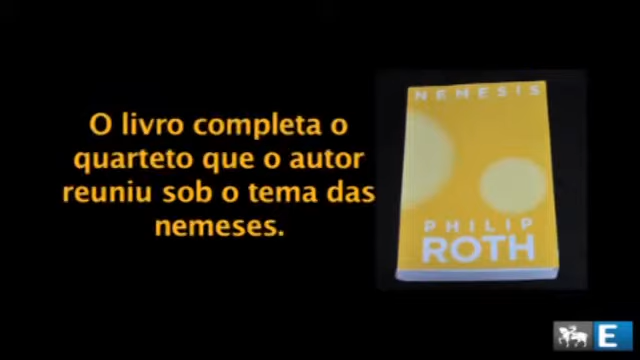 O livro completa o
quarteto que o autor
reuniu sob o tema das
nemeses.
NEMESIS
PHILIP
ROTH
E